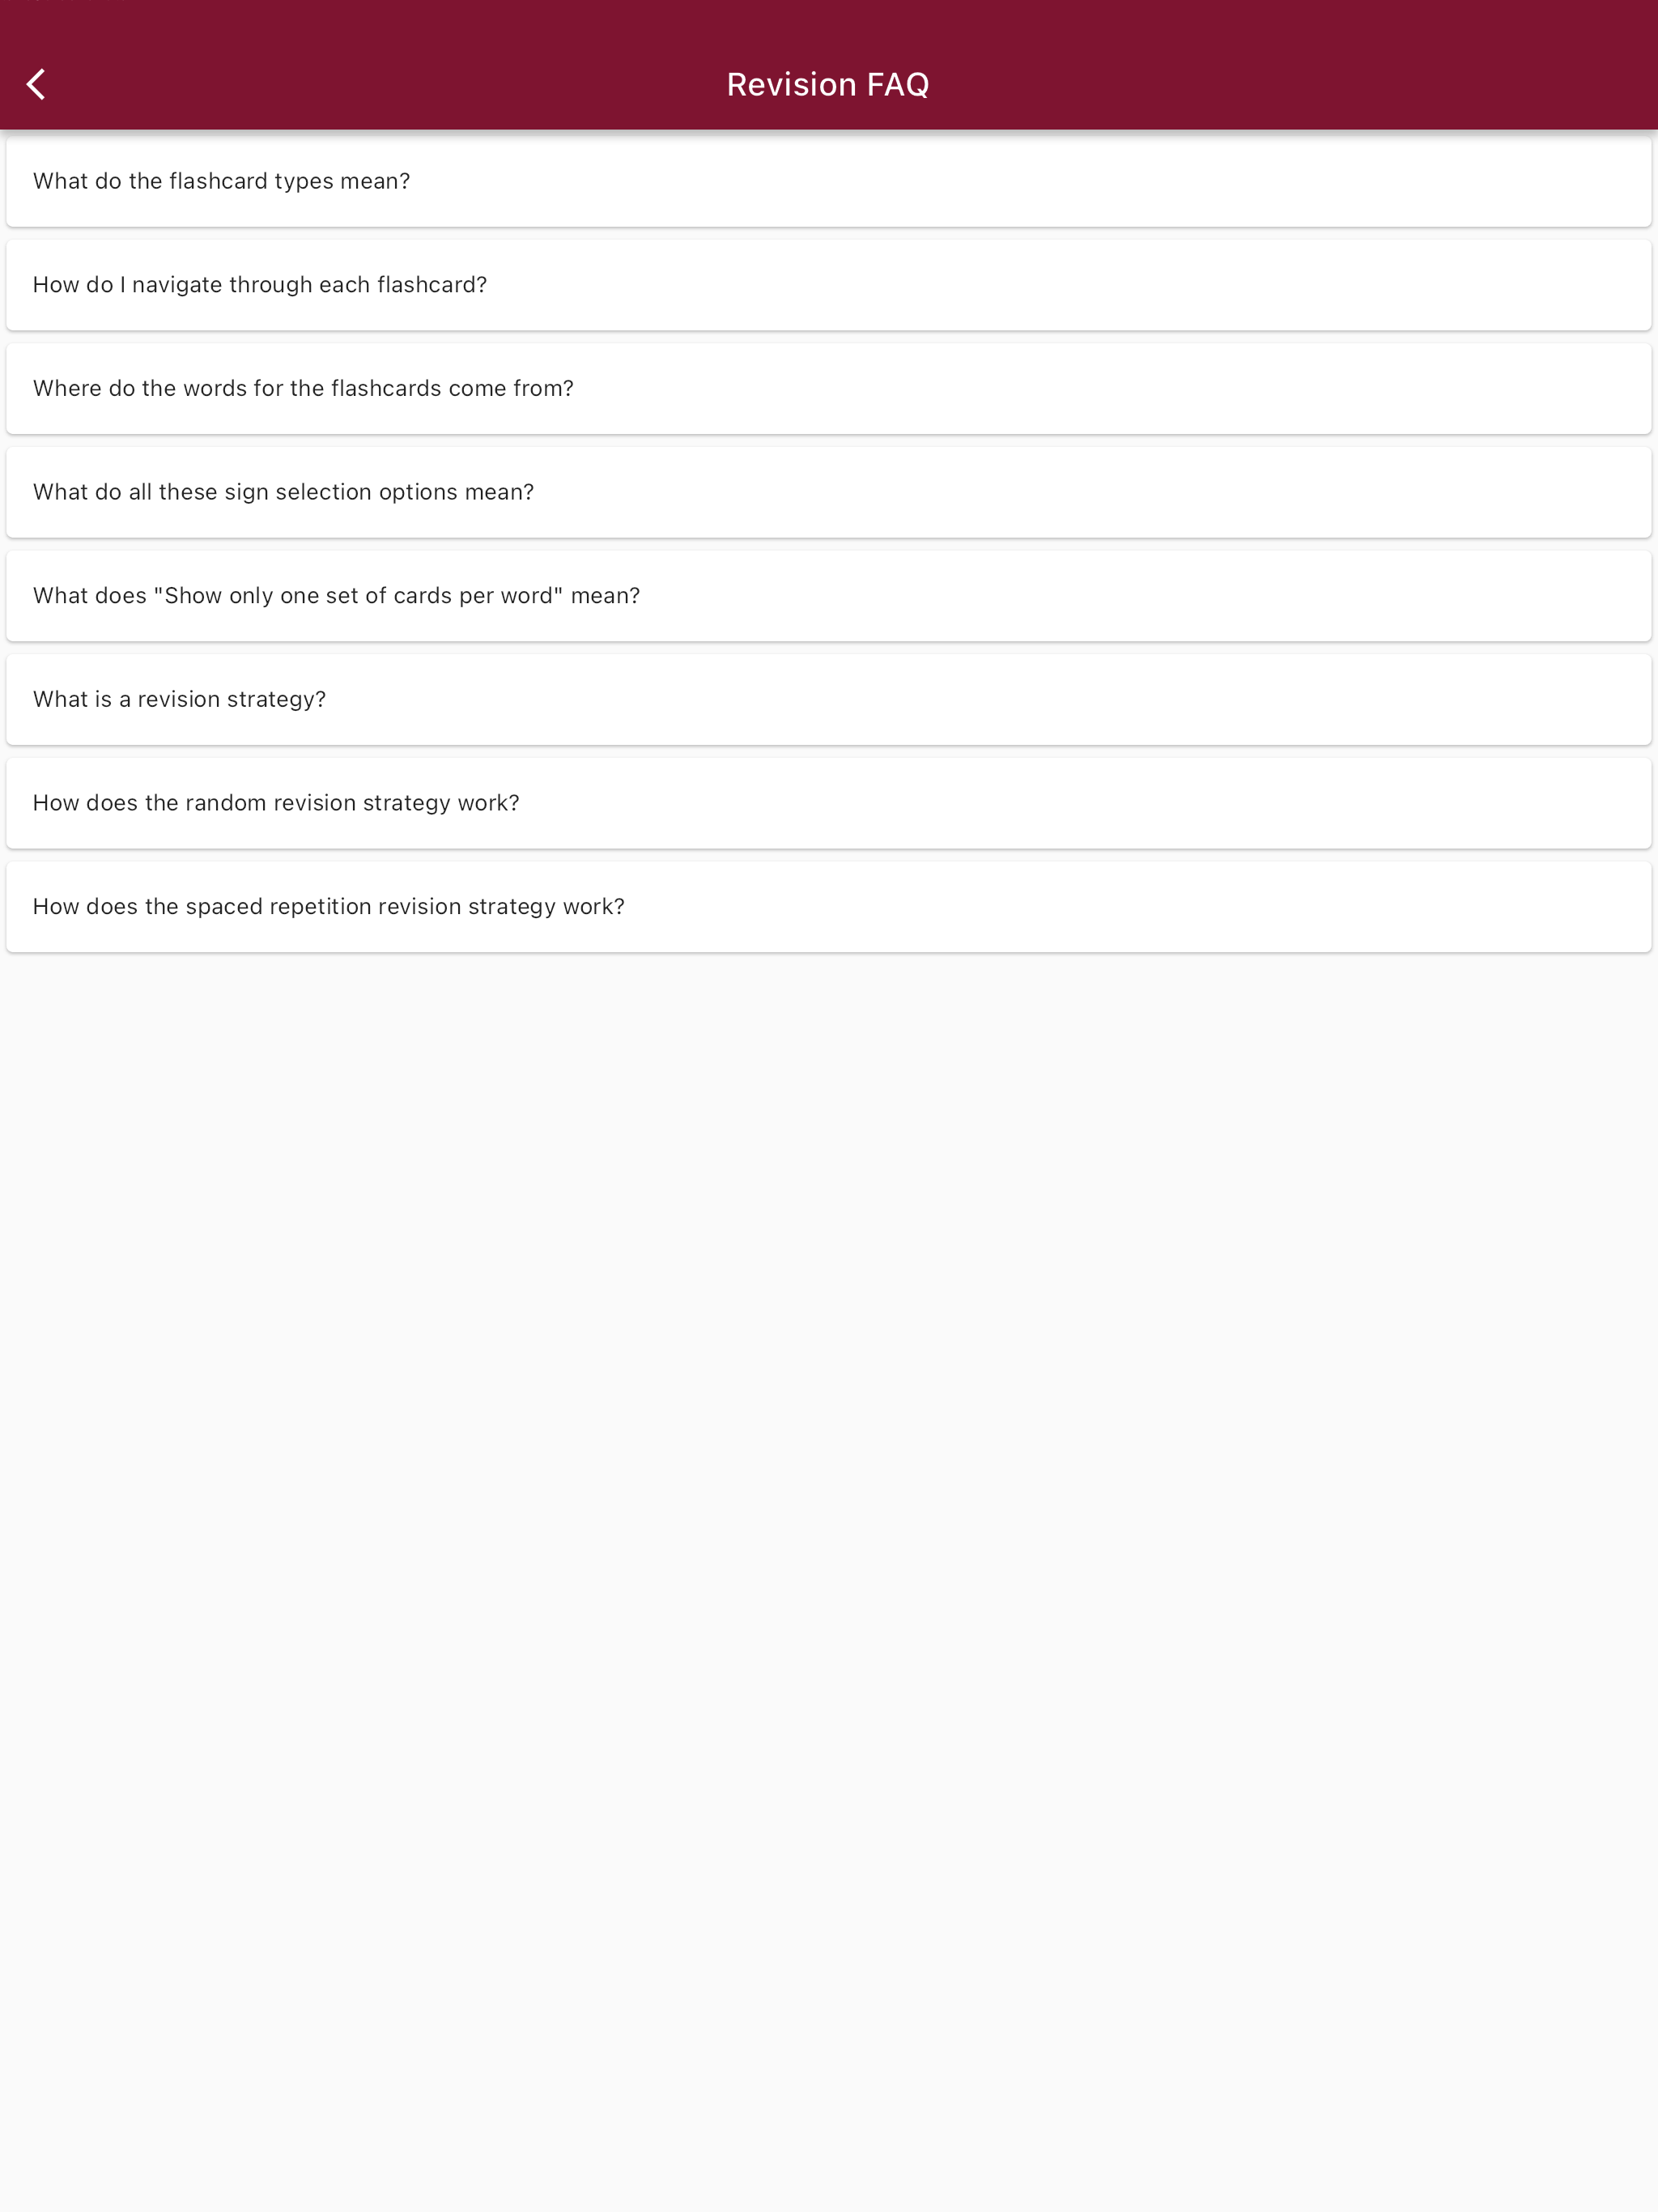 Revision FAQ
What do the flashcard types mean?
How do I navigate through each flashcard?
Where do the words for the flashcards come from?
What do all these sign selection options mean?
What does "Show only one set of cards per word" mean?
What is a revision strategy?
How does the random revision strategy work?
How does the spaced repetition revision strategy work?